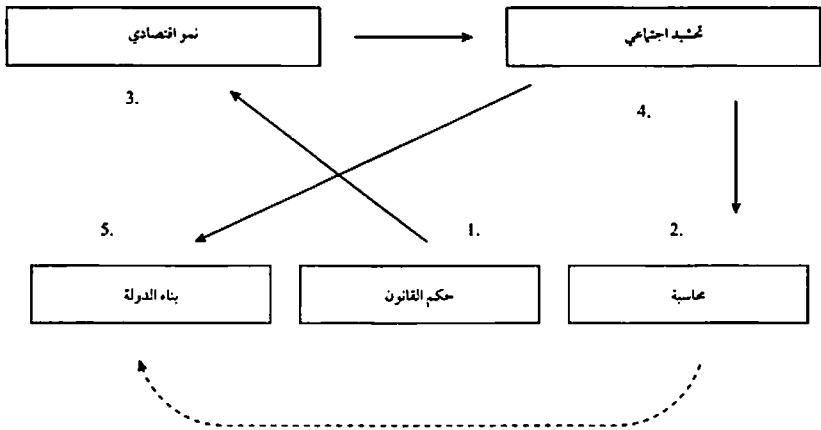 نمو اقتصادي
تحشيد اجتماعي
3.
4.
5.
1.
2.
بناء الدولة
حكم القانون
محاسبة